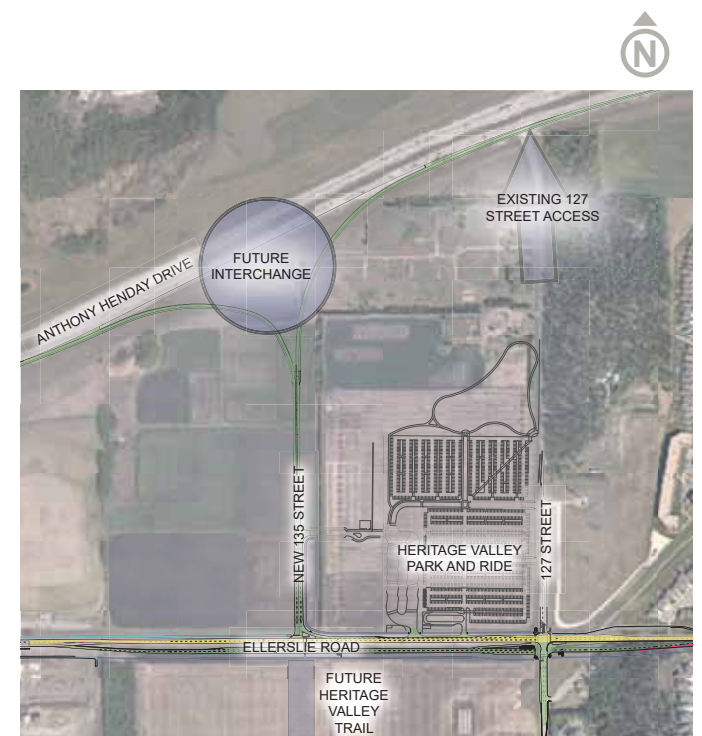 N
EXISTING 127
STREET ACCESS
FUTURE
INTERCHANGE
ANTHONY HENDAY DRIVE
NEW 135 STREET
127 STREET
HERITAGE VALLEY
PARK AND RIDE
ELLERSLIE ROAD
FUTURE
HERITAGE
VALLEY
TRAIL